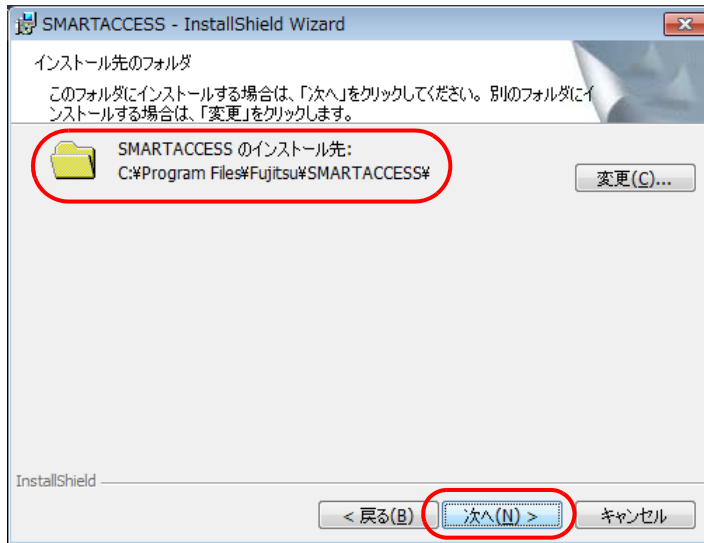 SMARTACCESS - InstallShield Wizard
インストール先のフォルダ
このフォルダにインストールする場合は、「次へ」をクリックしてください。別のフォルダにイ
ンストールする場合は、「変更」をクリックします。
SMARTACCESS のインストール先:
C:¥Program Files¥Fujitsu¥SMARTACCESS¥
変更(C)...
InstallShield
< 戻る(B)
次へ(N) >
キャンセル